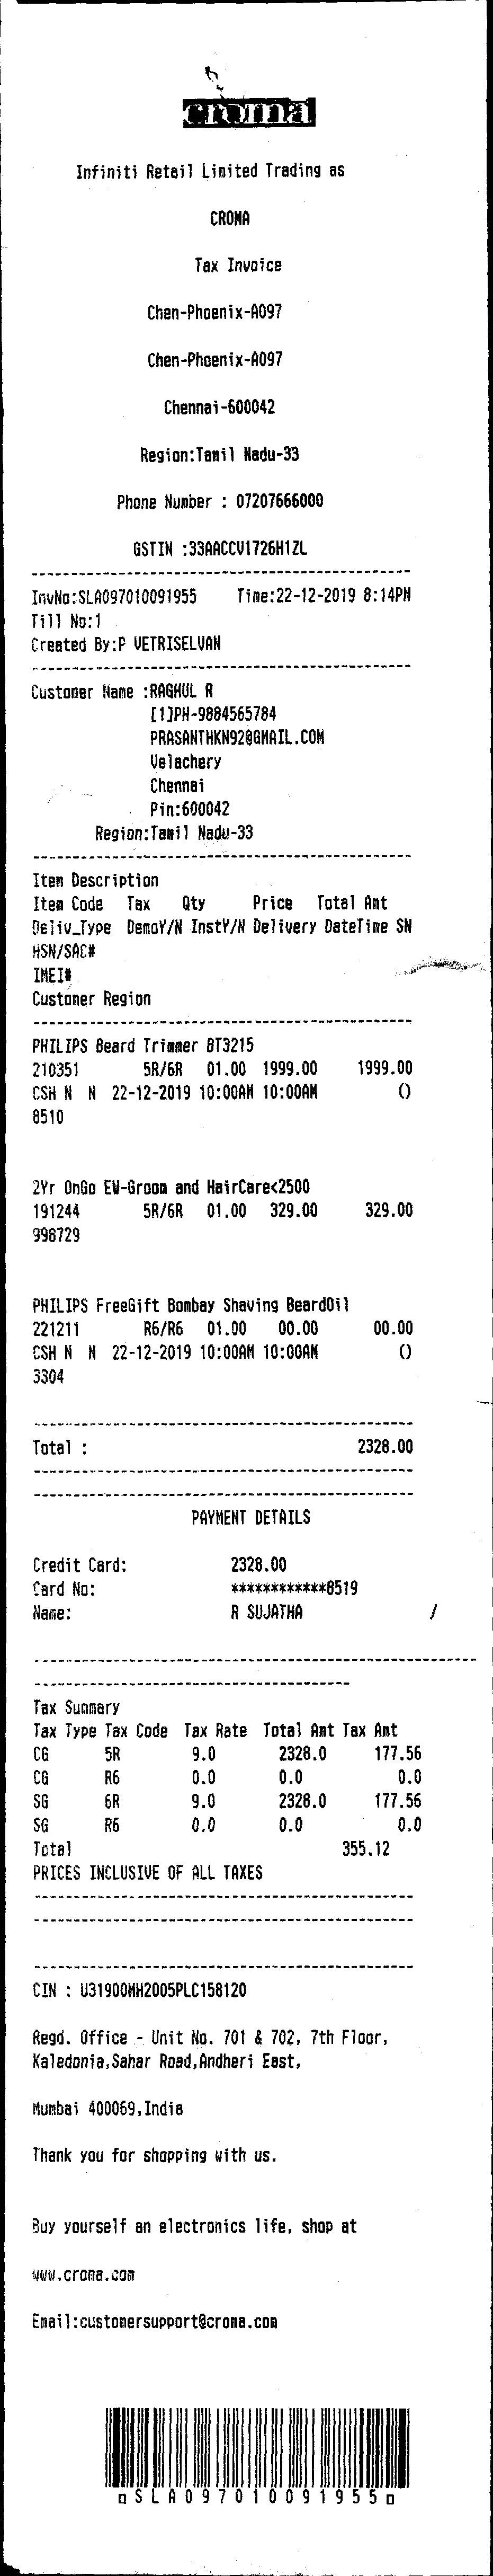 croma
Infiniti Retail Limited Trading as
CROMA
Tax Invoice
Chen-Phoenix-A097
Chen-Phoenix-A097
Chennai-600042
Region:Tamil Nadu-33
Phone Number : 07207666000
GSTIN :33AACCV1726H1ZL
InvNo:SLA097010091955 Time:22-12-2019 8:14PM
Till No:1
Created By:P VETRISELVAN
Customer Name :RAGHUL R
[1]PH-9884565784
PRASANTHKN92@GMAIL.COM
Velachery
Chennai
Pin:600042
Region:Tamil Nadu-33
Item Description
Item Code Tax Qty Price Total Amt
Deliv_Type DemoY/N InstY/N Delivery DateTime SN
HSN/SAC#
IMEI#
Customer Region
PHILIPS Beard Trimmer BT3215
210351 5R/6R 01.00 1999.00 1999.00
CSH N N 22-12-2019 10:00AM 10:00AM ()
8510
2Yr OnGo EW-Groom and HairCare<2500
191244 5R/6R 01.00 329.00 329.00
998729
PHILIPS FreeGift Bombay Shaving BeardOil
221211 R6/R6 01.00 00.00 00.00
CSH N N 22-12-2019 10:00AM 10:00AM ()
3304
Total : 2328.00
PAYMENT DETAILS
Credit Card: 2328.00
Card No: ************8519
Name: R SUJATHA /
Tax Summary
Tax Type Tax Code Tax Rate Total Amt Tax Amt
CG 5R 9.0 2328.0 177.56
CG R6 0.0 0.0 0.0
SG 6R 9.0 2328.0 177.56
SG R6 0.0 0.0 0.0
Total 355.12
PRICES INCLUSIVE OF ALL TAXES
CIN : U31900MH2005PLC158120
Regd. Office - Unit No. 701 & 702, 7th Floor,
Kaledonia,Sahar Road,Andheri East,
Mumbai 400069,India
Thank you for shopping with us.
Buy yourself an electronics life, shop at
www.croma.com
Email:customersupport@croma.com
SLA097010091955